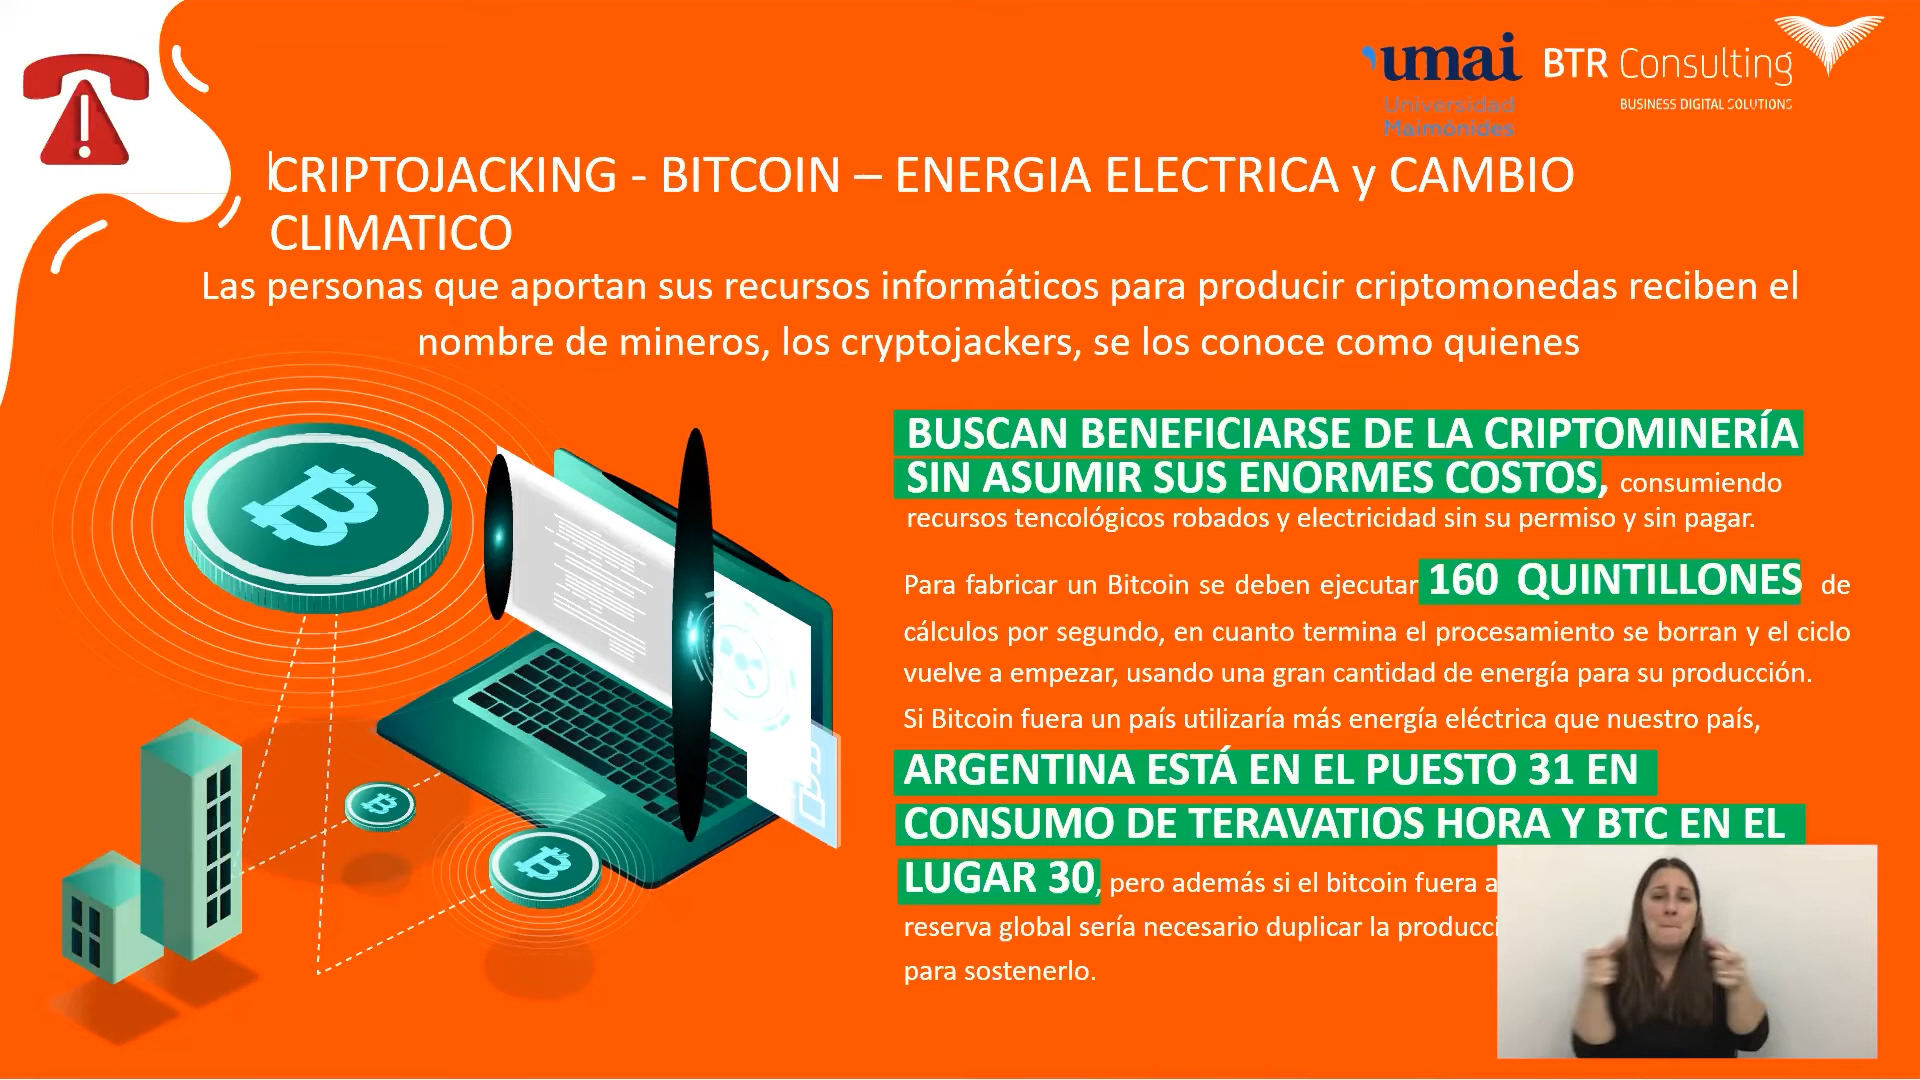 umai
Universidad
Maimónides
BTR Consulting
BUSINESS DIGITAL SOLUTIONS
CRIPTOJACKING - BITCOIN – ENERGIA ELECTRICA y CAMBIO
CLIMATICO
Las personas que aportan sus recursos informáticos para producir criptomonedas reciben el
nombre de mineros, los cryptojackers, se los conoce como quienes
BUSCAN BENEFICIARSE DE LA CRIPTOMINERÍA
SIN ASUMIR SUS ENORMES COSTOS, consumiendo
recursos tencológicos robados y electricidad sin su permiso y sin pagar.
Para fabricar un Bitcoin se deben ejecutar 160 QUINTILLONES de
cálculos por segundo, en cuanto termina el procesamiento se borran y el ciclo
vuelve a empezar, usando una gran cantidad de energía para su producción.
Si Bitcoin fuera un país utilizaría más energía eléctrica que nuestro país,
ARGENTINA ESTÁ EN EL PUESTO 31 EN
CONSUMO DE TERAVATIOS HORA Y BTC EN EL
LUGAR 30, pero además si el bitcoin fuera
reserva global sería necesario duplicar la
para sostenerlo.